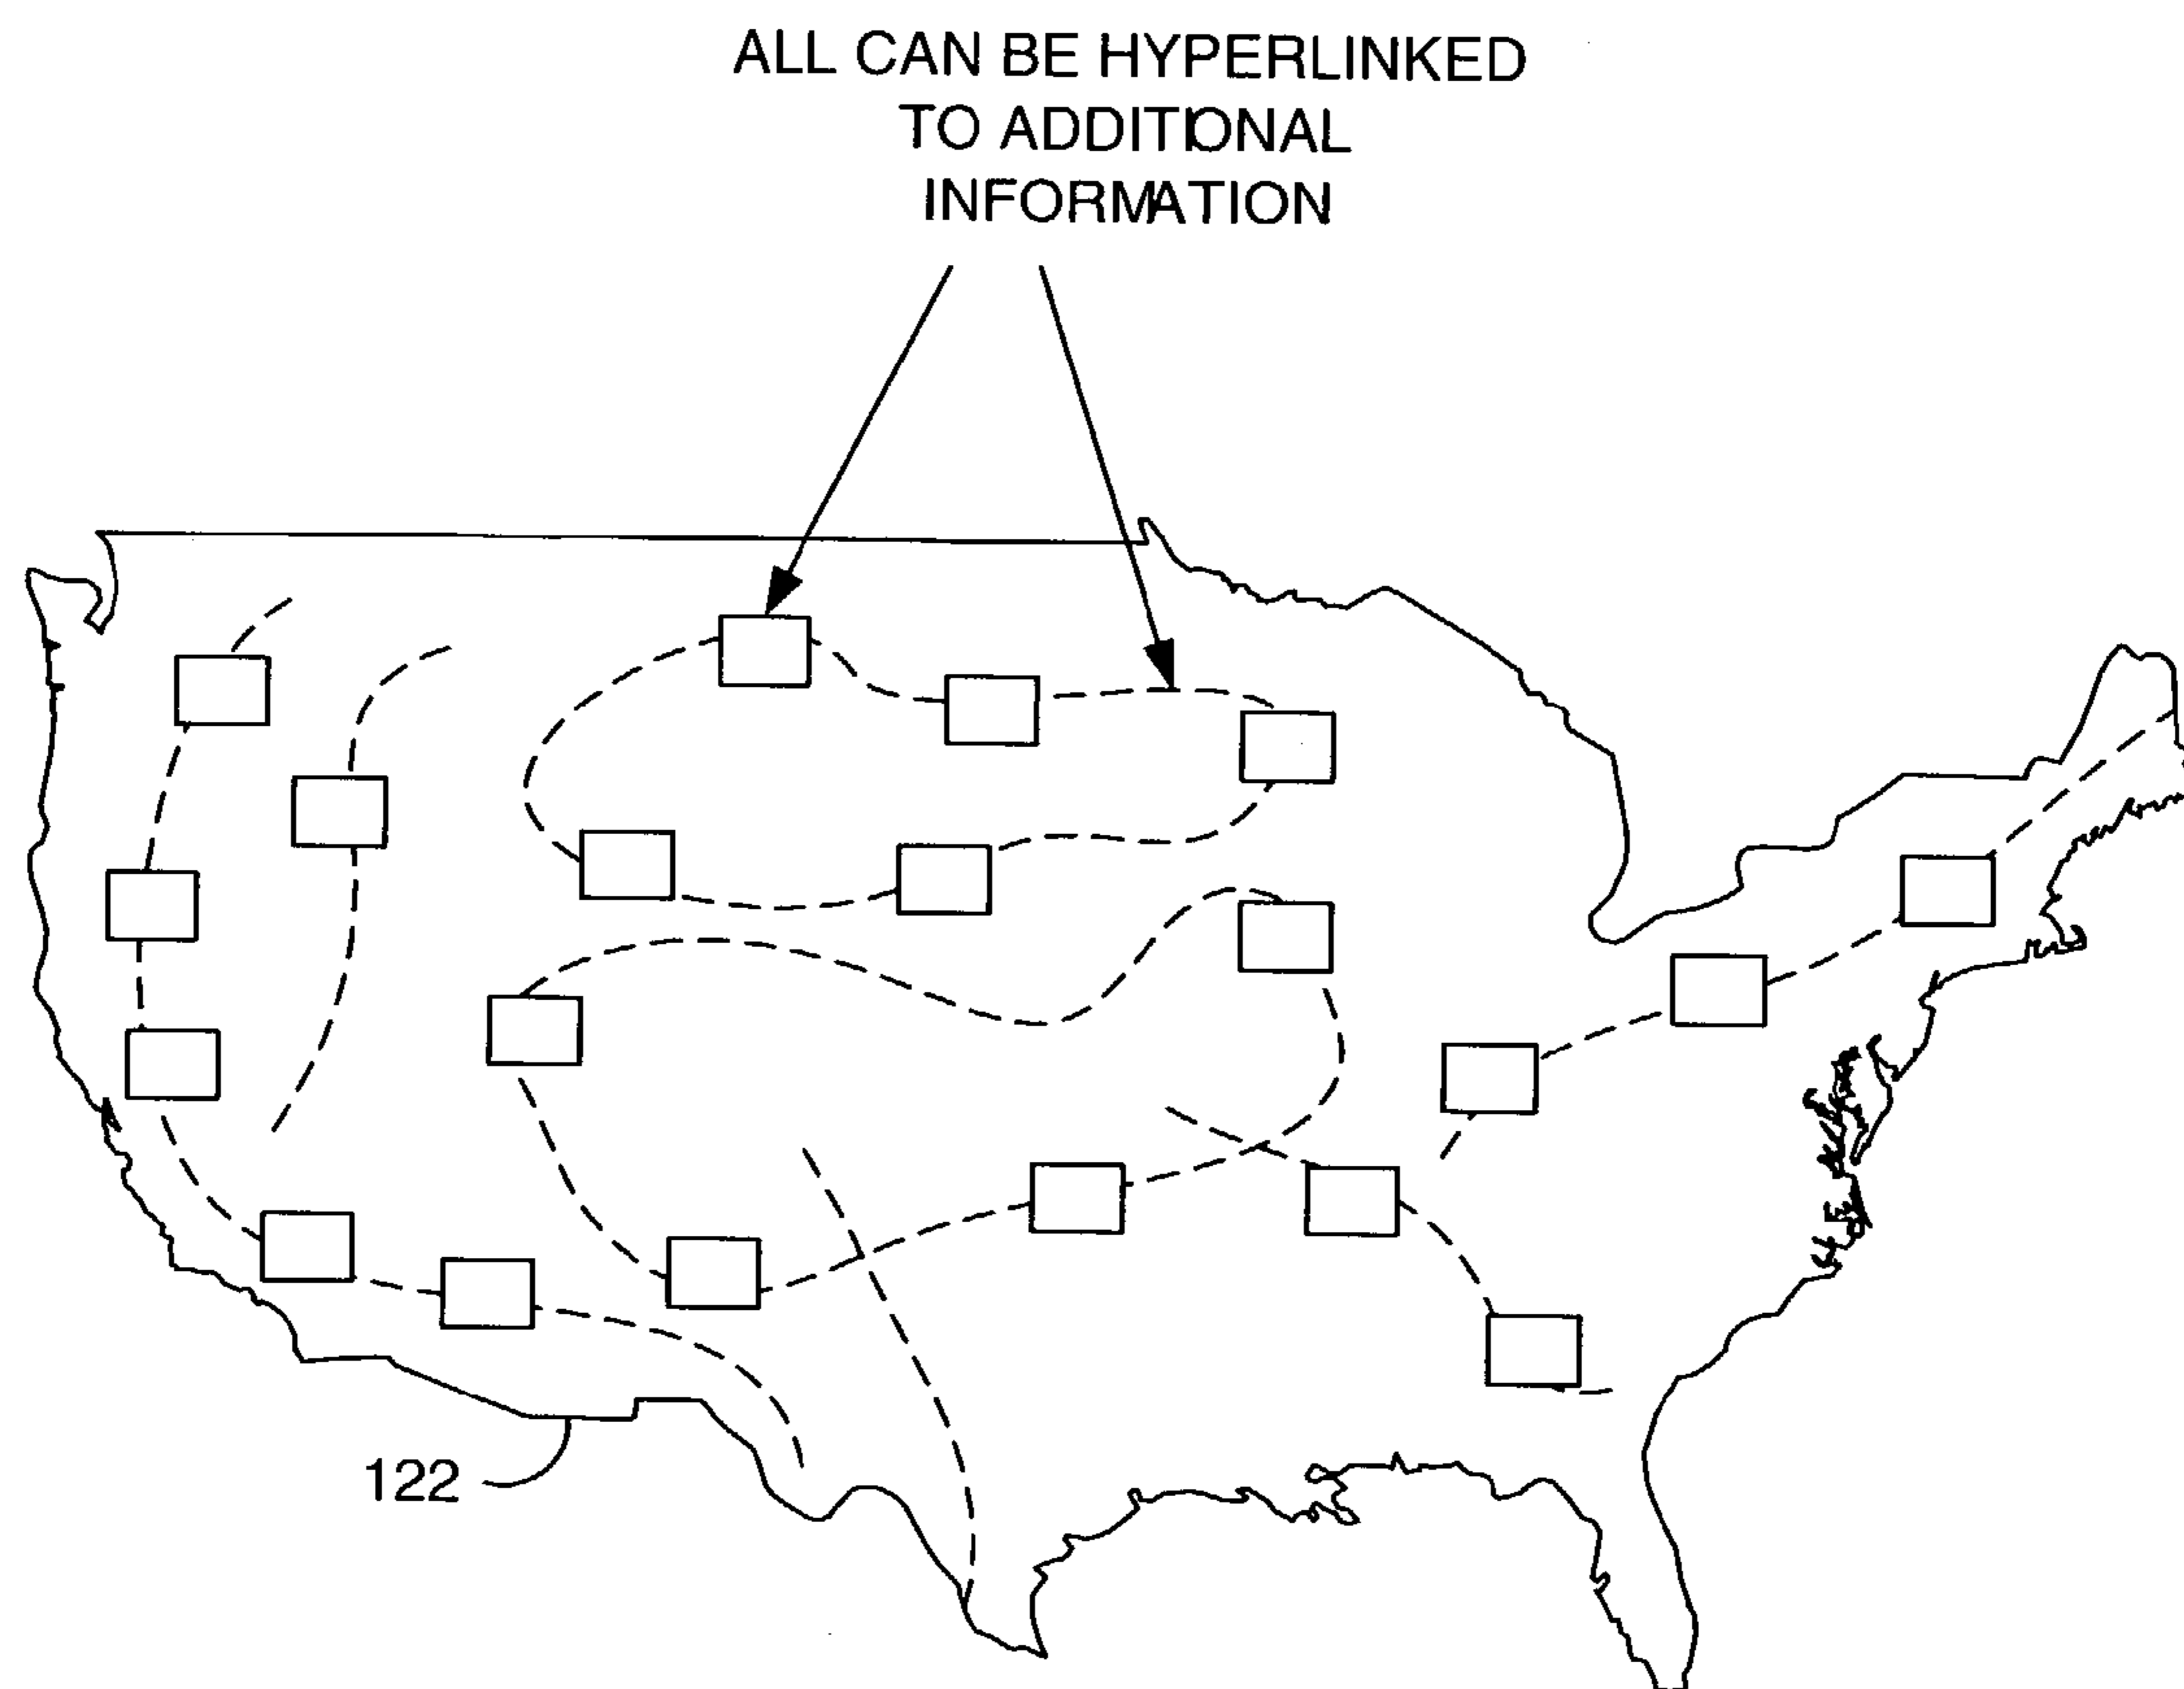 ALL CAN BE HYPERLINKED
TO ADDITIONAL
INFORMATION
122